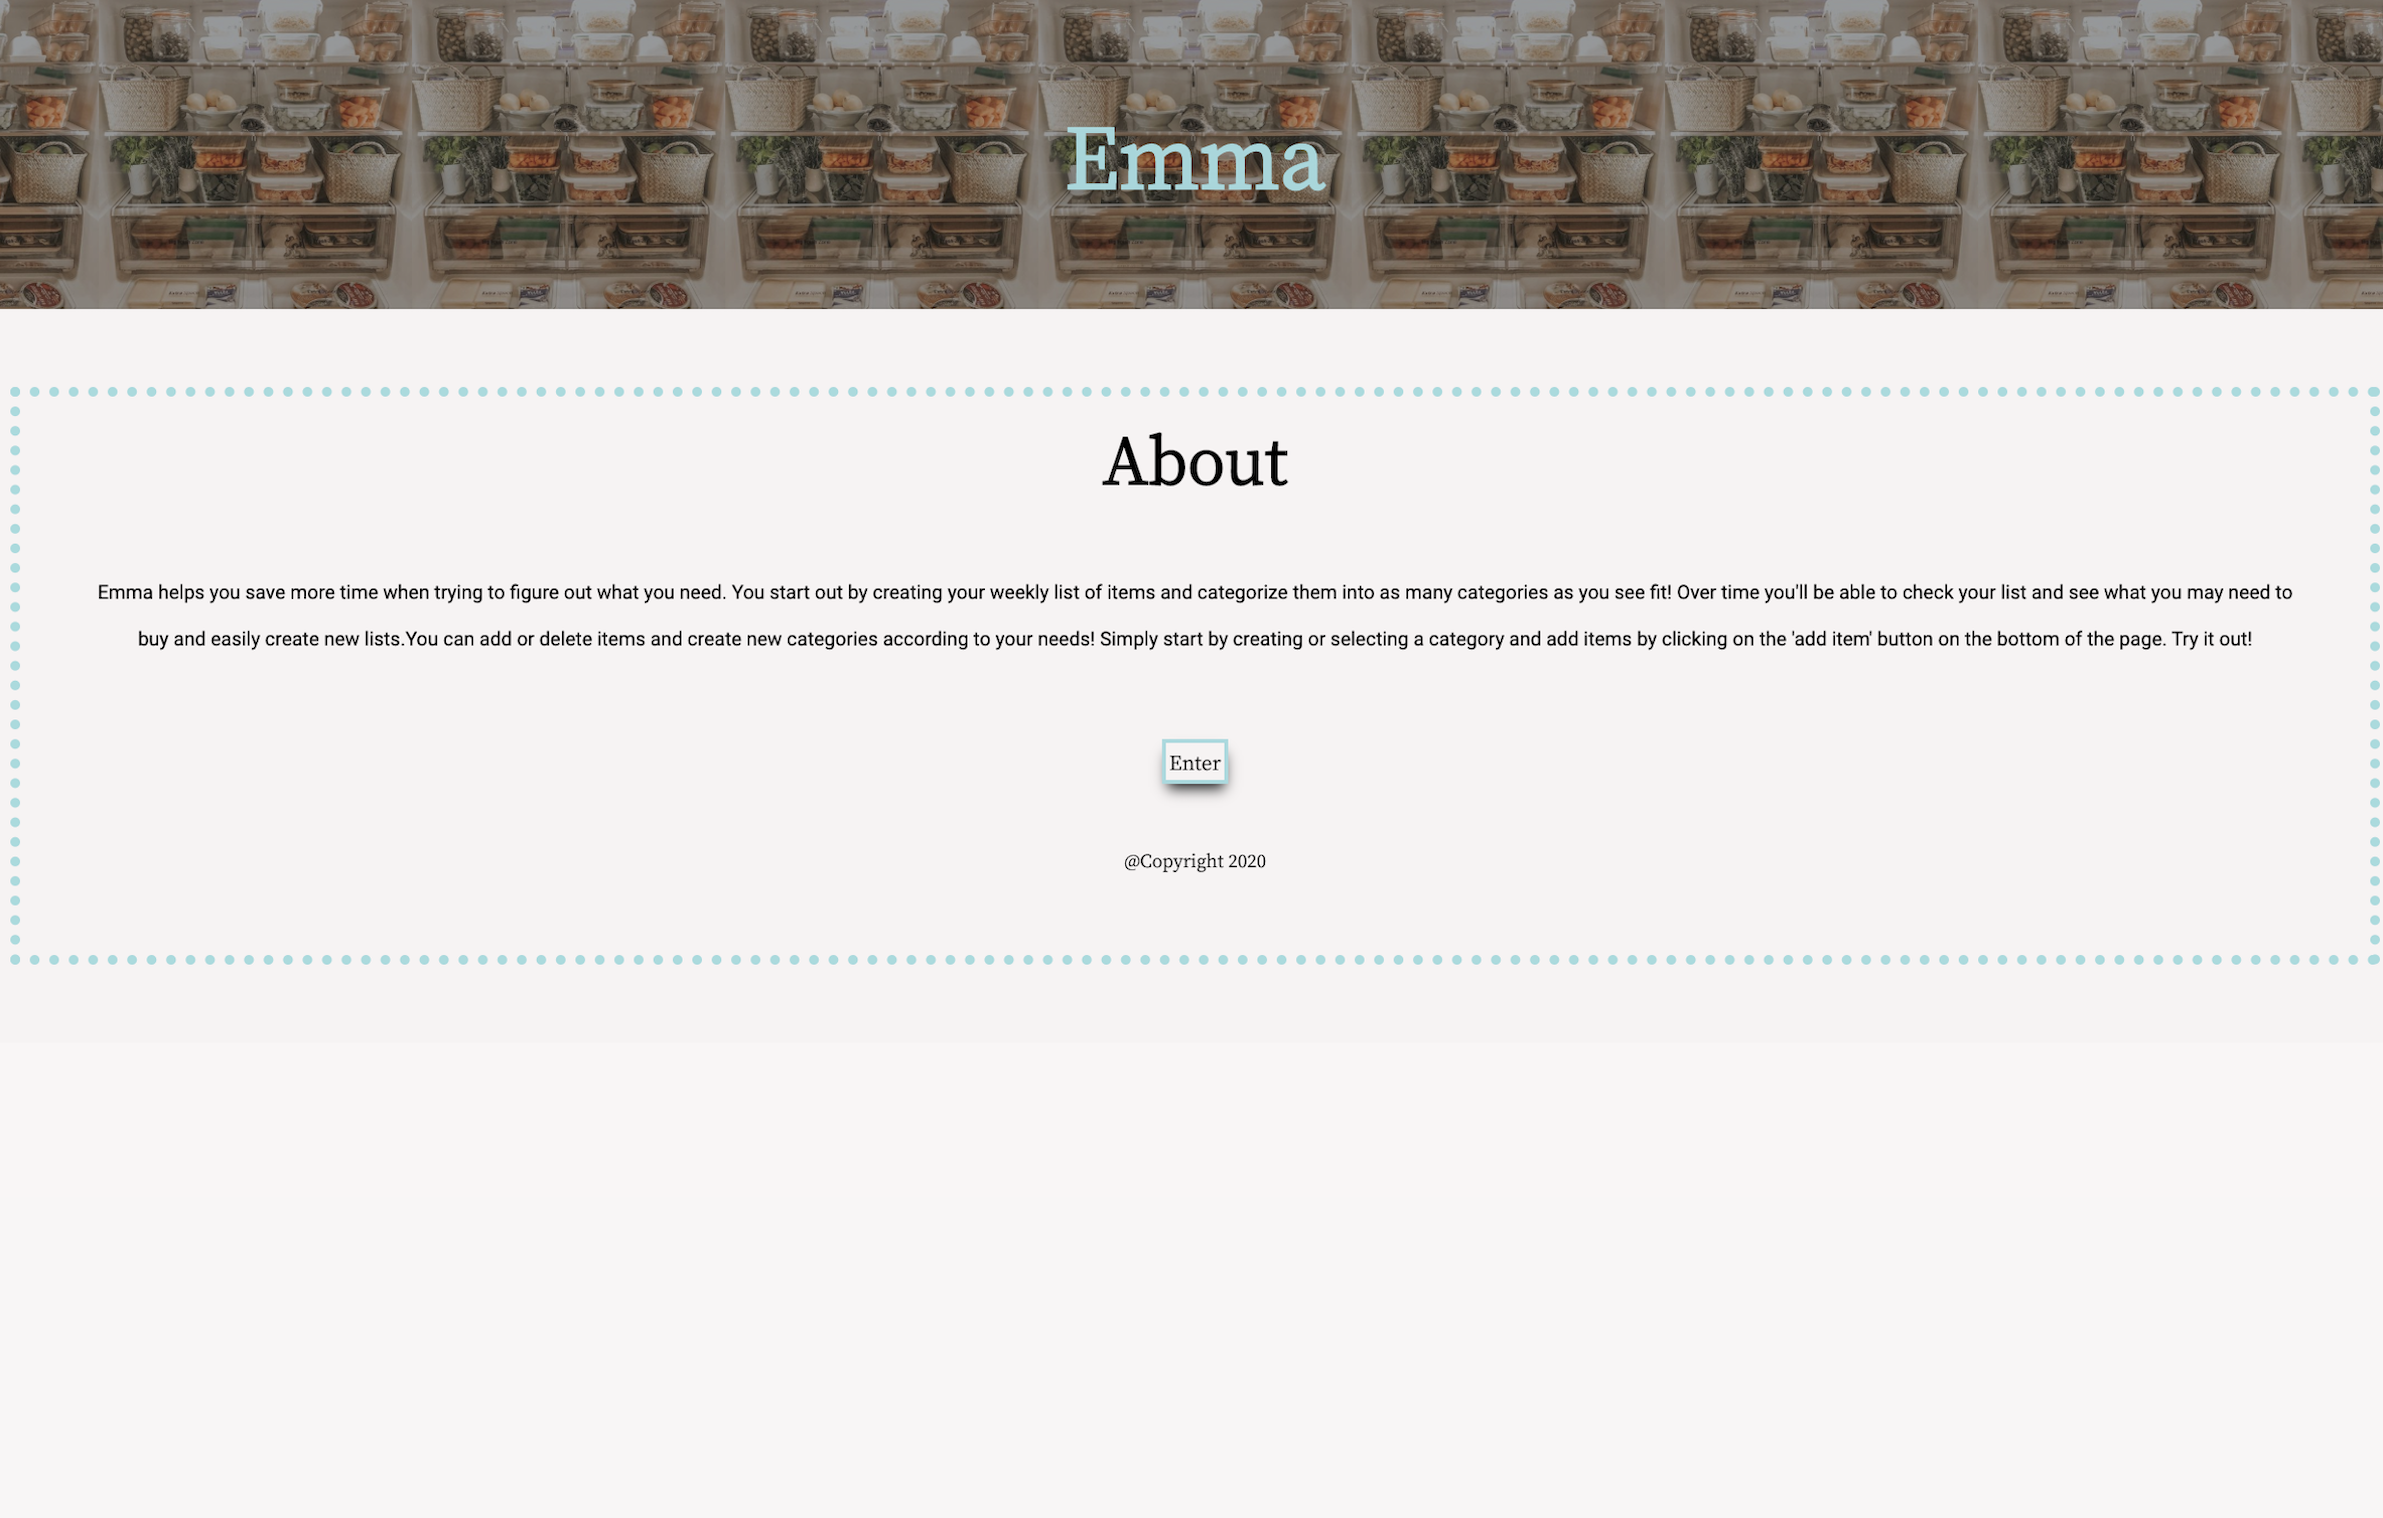 Emma
About
Emma helps you save more time when trying to figure out what you need. You start out by creating your weekly list of items and categorize them into as many categories as you see fit! Over time you'll be able to check your list and see what you may need to
buy and easily create new lists.You can add or delete items and create new categories according to your needs! Simply start by creating or selecting a category and add items by clicking on the 'add item' button on the bottom of the page. Try it out!
Enter
@Copyright 2020